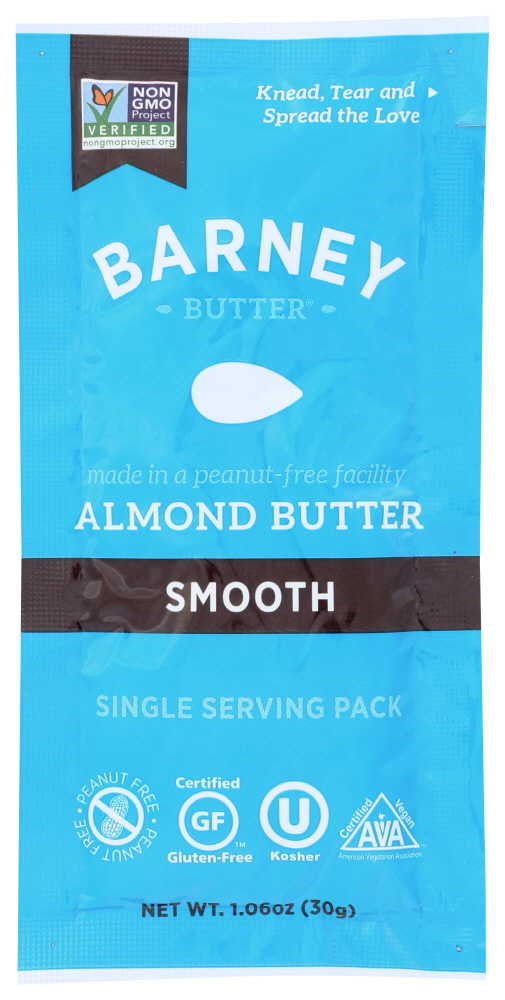 NON
GMO
Project
VERIFIED
nongmoproject.org
Knead, Tear and
Spread the Love
BARNEY
BUTTER®
made in a peanut-free facility
ALMOND BUTTER
SMOOTH
SINGLE SERVING PACK
PEANUT FREE • PEANUT FREE •
Certified
GF
TM
Gluten-Free
U
Kosher
Certified Vegan
AVA
American Vegetarian Association
NET WT. 1.06oz (30g)